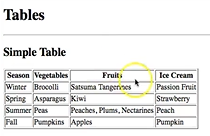 Tables
Simple Table
Season Vegetables Fruits Ice Cream
Winter Brocolli Satsuma Tangerines Passion Fruit
Spring Asparagus Kiwi Strawberry
Summer Peas Peaches, Plums, Nectarines Peach
Fall Pumpkins Apples Pumpkin